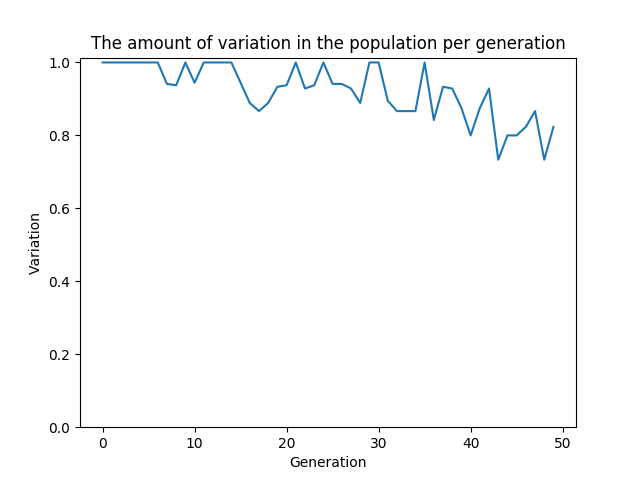 The amount of variation in the population per generation
1.0
0.8
0.6
0.4
0.2
0.0
Variation
0 10 20 30 40 50
Generation